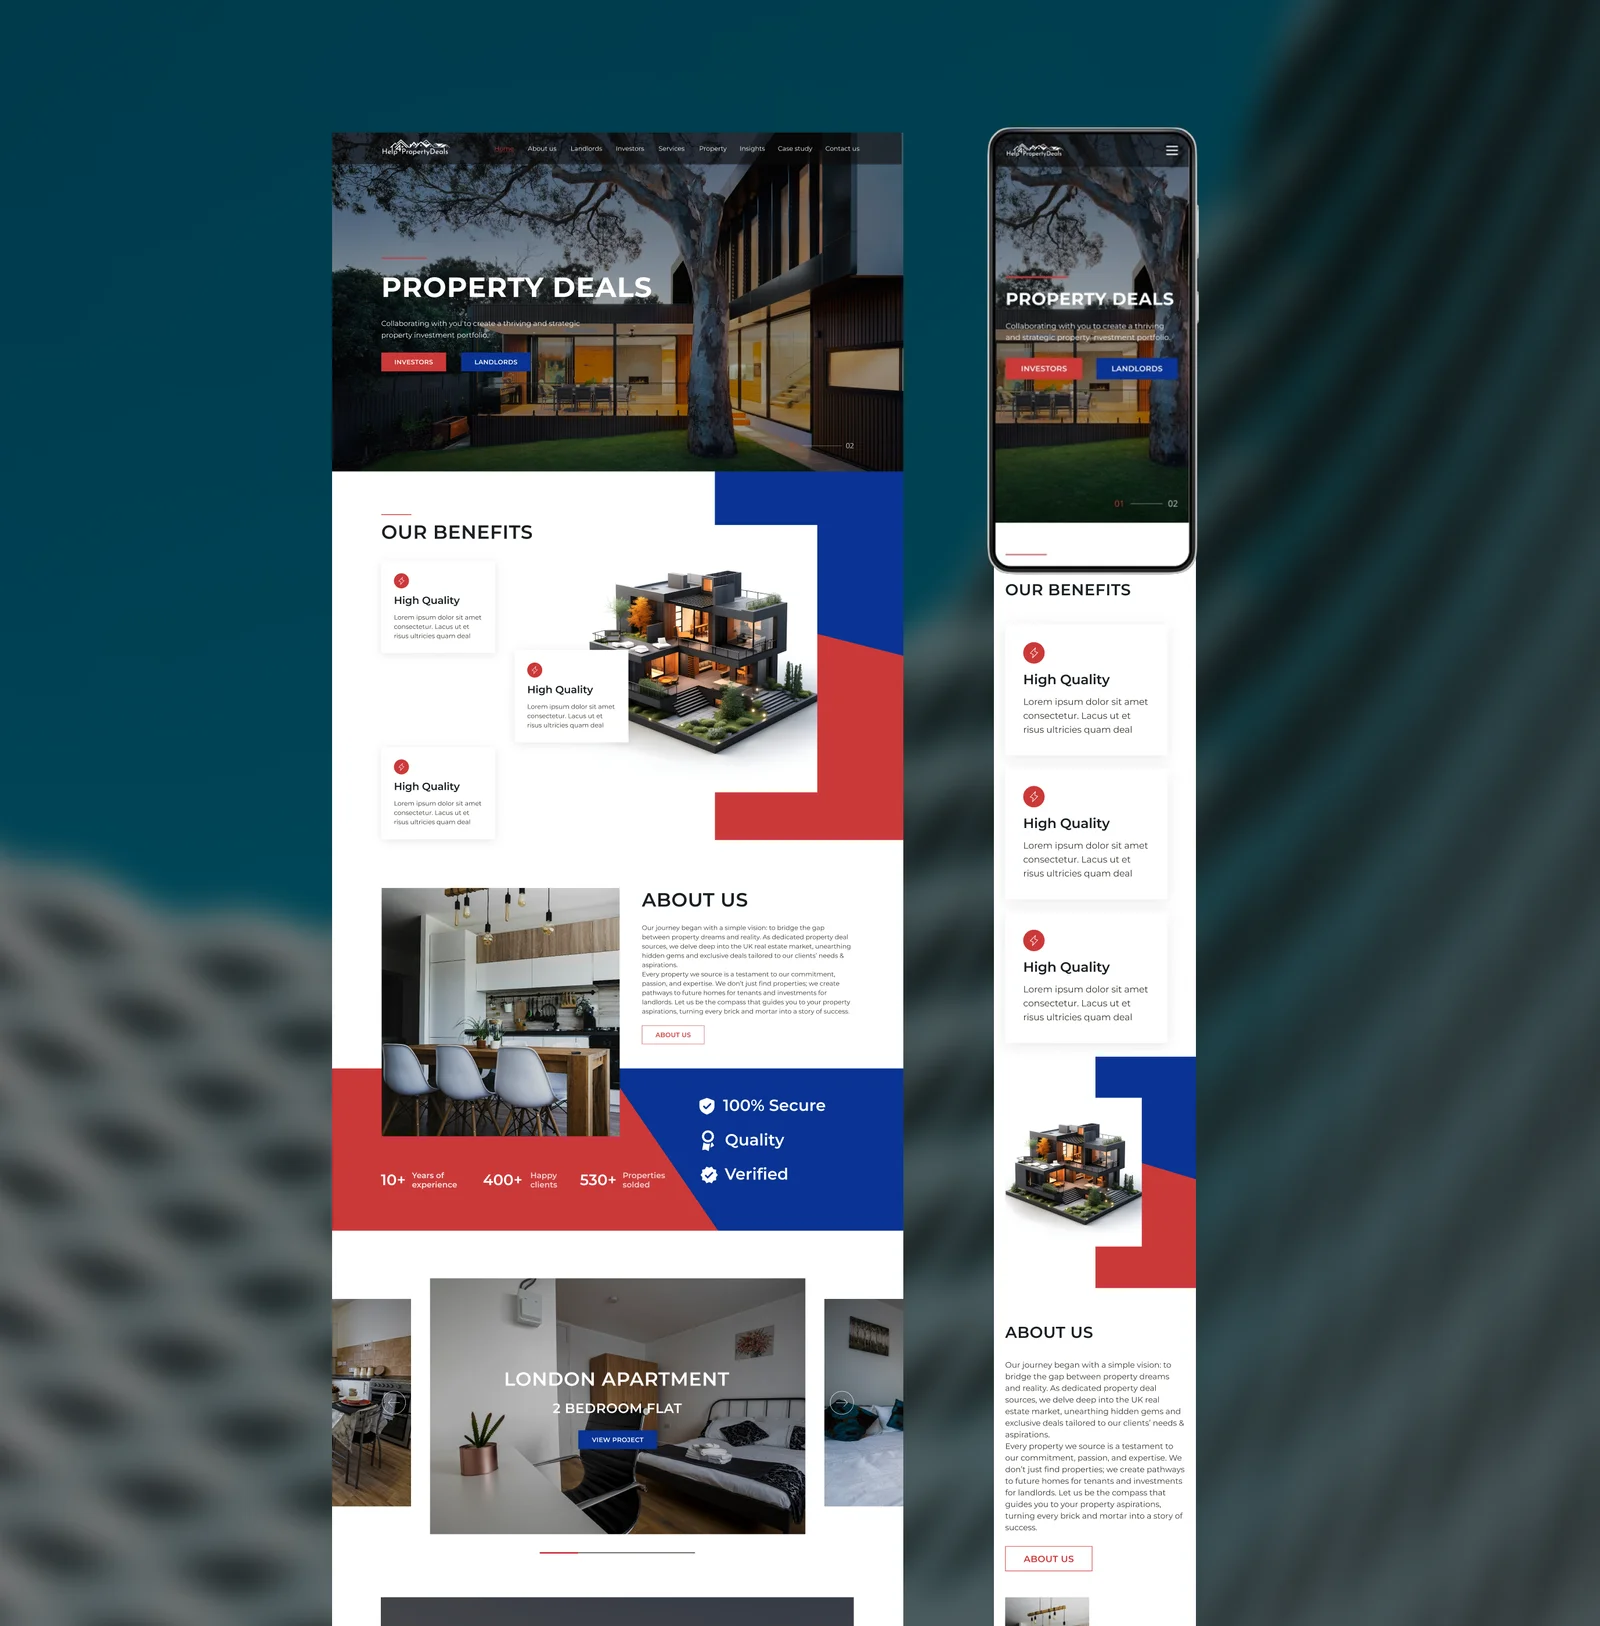 Help4PropertyDeals
Home About us Landlords Investors Services Property Insights Case study Contact us
PROPERTY DEALS
Collaborating with you to create a thriving and strategic
property investment portfolio.
INVESTORS LANDLORDS
02
OUR BENEFITS
High Quality
Lorem ipsum dolor sit amet
consectetur. Lacus ut et
risus ultricies quam deal
High Quality
Lorem ipsum dolor sit amet
consectetur. Lacus ut et
risus ultricies quam deal
High Quality
Lorem ipsum dolor sit amet
consectetur. Lacus ut et
risus ultricies quam deal
ABOUT US
Our journey began with a simple vision: to bridge the gap
between property dreams and reality. As dedicated property deal
sources, we delve deep into the UK real estate market, unearthing
hidden gems and exclusive deals tailored to our clients' needs &
aspirations.
Every property we source is a testament to our commitment,
passion, and expertise. We don't just find properties; we create
pathways to future homes for tenants and investments for
landlords. Let us be the compass that guides you to your property
aspirations, turning every brick and mortar into a story of success.
ABOUT US
100% Secure
Quality
Verified
10+ Years of
experience
400+ Happy
clients
530+ Properties
solded
LONDON APARTMENT
2 BEDROOM FLAT
VIEW PROJECT
Help4PropertyDeals
PROPERTY DEALS
Collaborating with you to create a thriving
and strategic property investment portfolio.
INVESTORS LANDLORDS
01 02
OUR BENEFITS
High Quality
Lorem ipsum dolor sit amet
consectetur. Lacus ut et
risus ultricies quam deal
High Quality
Lorem ipsum dolor sit amet
consectetur. Lacus ut et
risus ultricies quam deal
High Quality
Lorem ipsum dolor sit amet
consectetur. Lacus ut et
risus ultricies quam deal
ABOUT US
Our journey began with a simple vision: to
bridge the gap between property dreams
and reality. As dedicated property deal
sources, we delve deep into the UK real
estate market, unearthing hidden gems and
exclusive deals tailored to our clients' needs &
aspirations.
Every property we source is a testament to
our commitment, passion, and expertise. We
don't just find properties; we create pathways
to future homes for tenants and investments
for landlords. Let us be the compass that
guides you to your property aspirations,
turning every brick and mortar into a story of
success.
ABOUT US